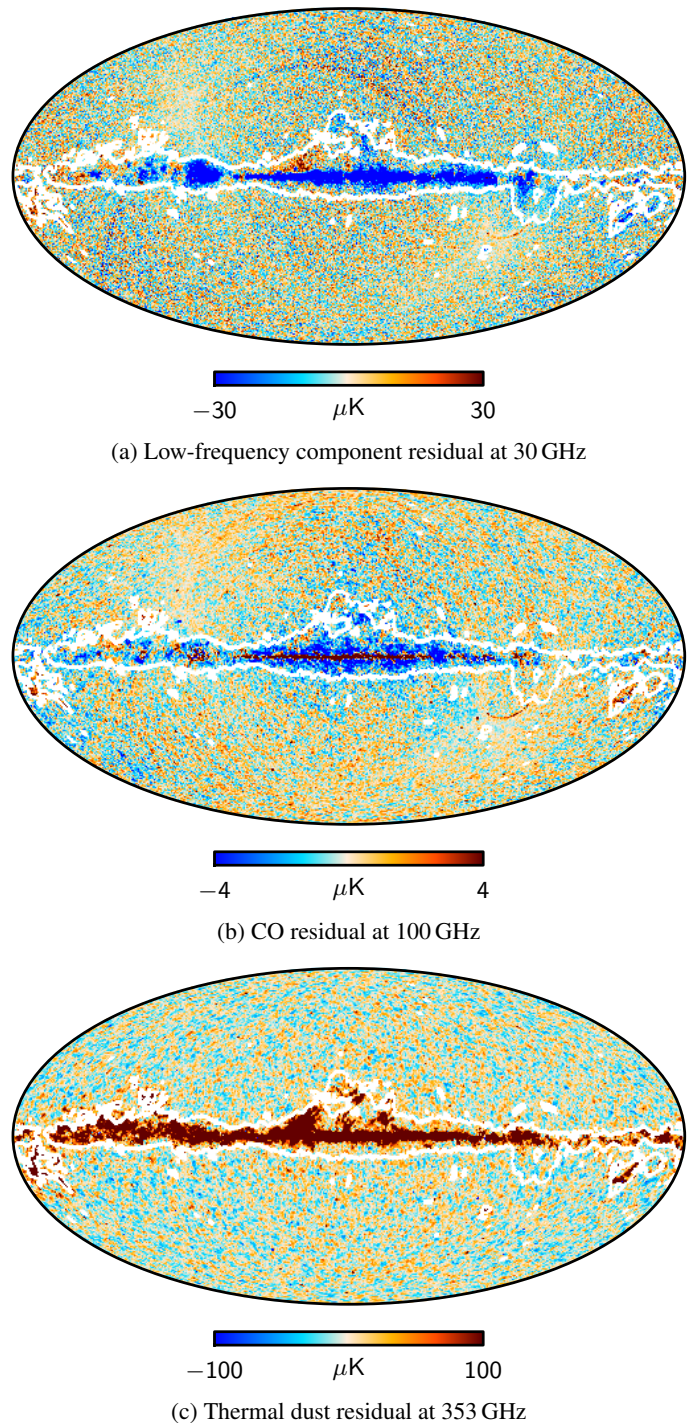 −30 μK 30
(a) Low-frequency component residual at 30 GHz
−4 μK 4
(b) CO residual at 100 GHz
−100 μK 100
(c) Thermal dust residual at 353 GHz